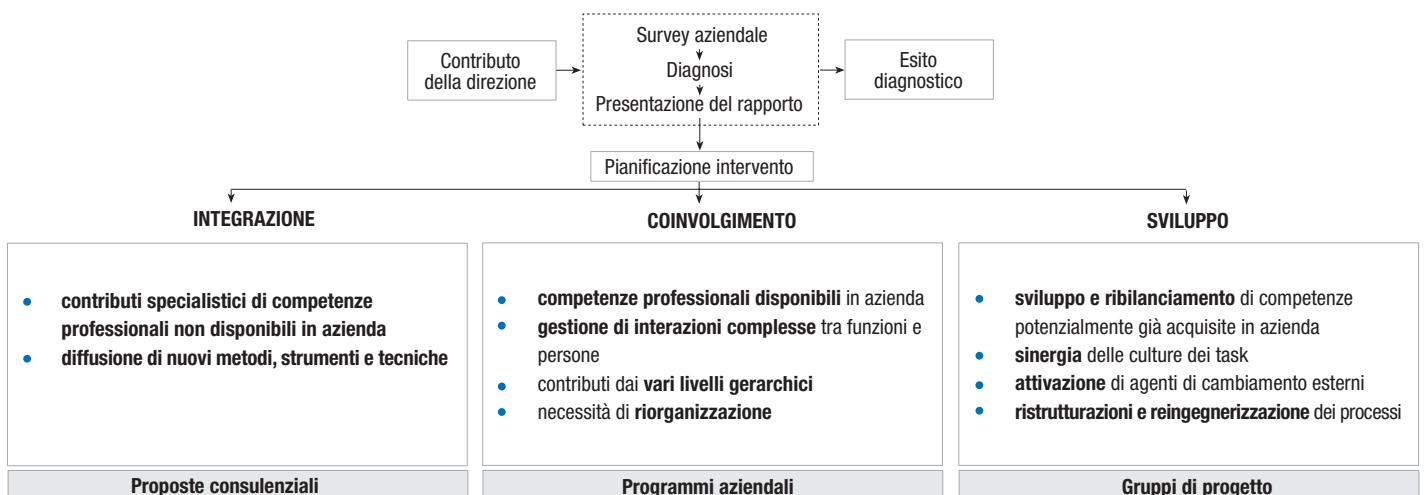 Contributo
della direzione
Survey aziendale
Diagnosi
Presentazione del rapporto
Esito
diagnostico
Pianificazione intervento
INTEGRAZIONE
contributi specialistici di competenze
professionali non disponibili in azienda
diffusione di nuovi metodi, strumenti e tecniche
Proposte consulenziali
COINVOLGIMENTO
competenze professionali disponibili in azienda
gestione di interazioni complesse tra funzioni e
persone
contributi dai vari livelli gerarchici
necessità di riorganizzazione
Programmi aziendali
SVILUPPO
sviluppo e ribilanciamento di competenze
potenzialmente già acquisite in azienda
sinergia delle culture dei task
attivazione di agenti di cambiamento esterni
ristrutturazioni e reingegnerizzazione dei processi
Gruppi di progetto